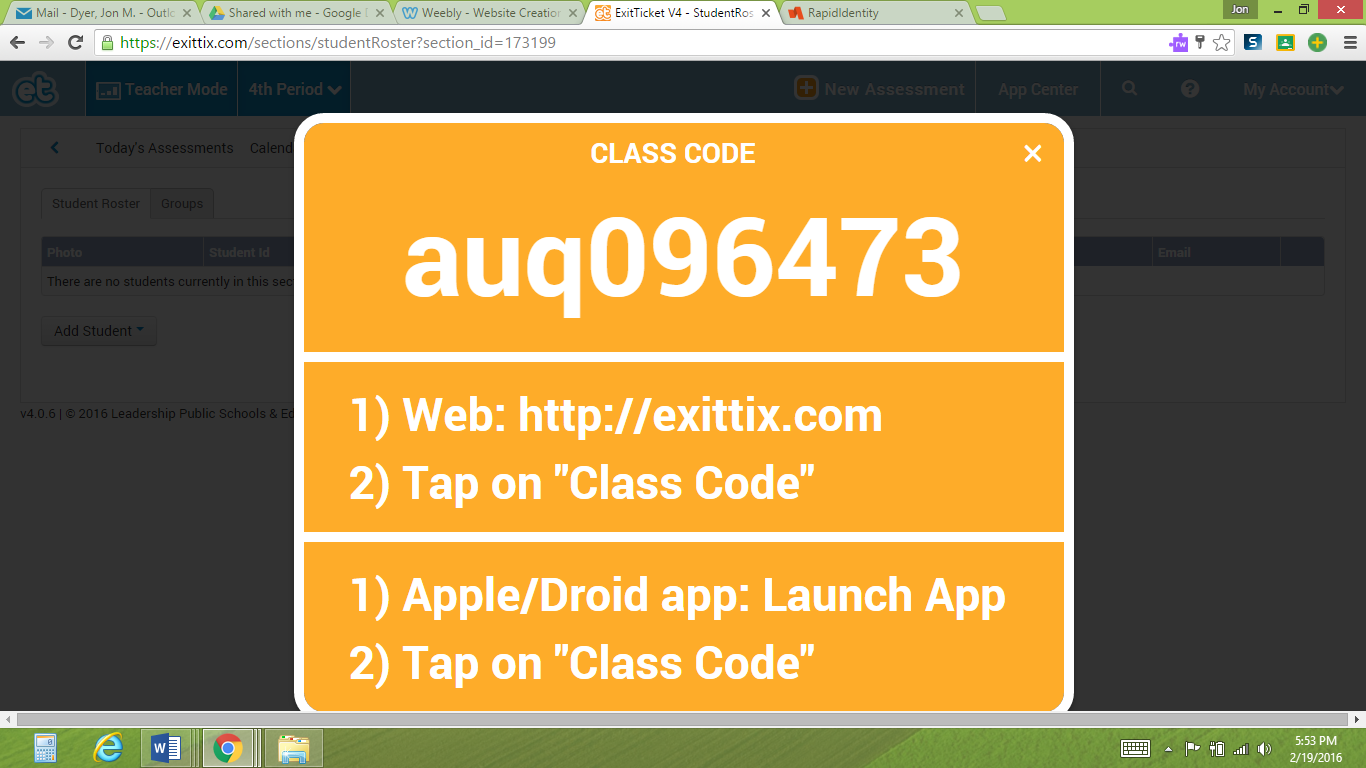 Mail - Dyer, Jon M. - Outlo
Shared with me - Google D
Weebly - Website Creation
ExitTicket V4 - StudentRos
RapidIdentity
Jon
https://exittix.com/sections/studentRoster?section_id=173199
et
Teacher Mode
4th Period
New Assessment
App Center
My Account
Today's Assessments
Calend
Student Roster
Groups
Photo
Student Id
Email
There are no students currently in this sec
Add Student
v4.0.6 | © 2016 Leadership Public Schools & Ed
CLASS CODE
×
auq096473
1) Web: http://exittix.com
2) Tap on "Class Code"
1) Apple/Droid app: Launch App
2) Tap on "Class Code"
5:53 PM
2/19/2016